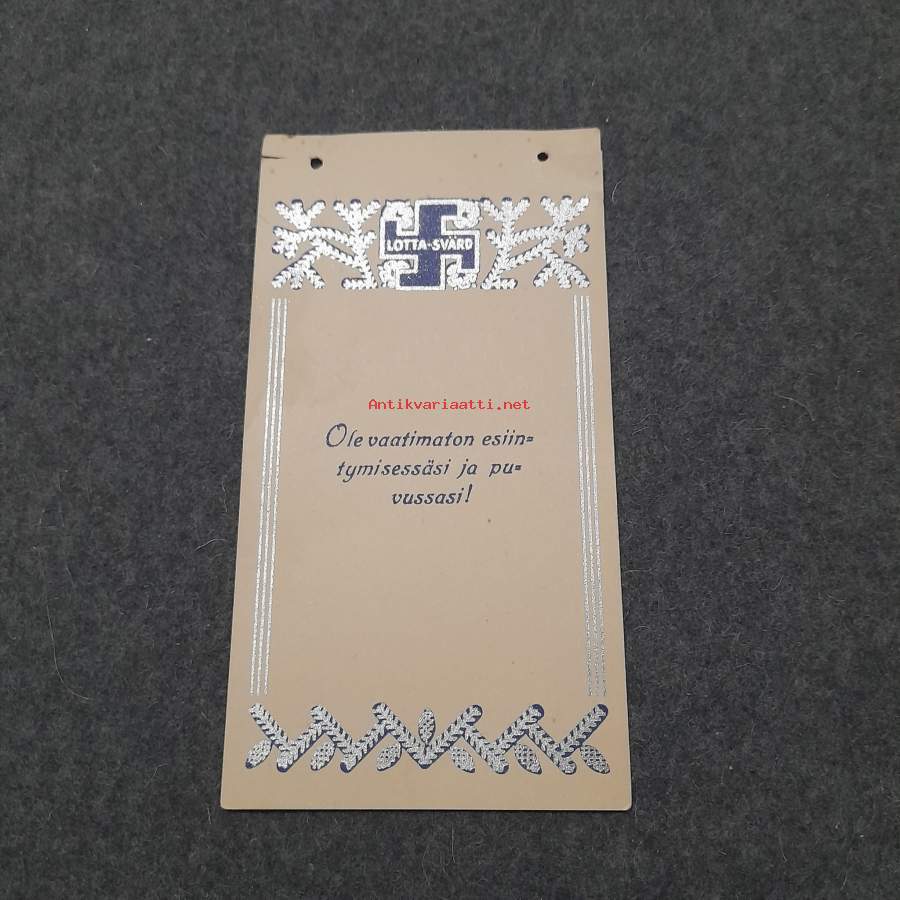 LOTTA-SVÄRD
Antikvariaatti.net
Ole vaatimaton esiin=
tymisessäsi ja pu=
vussasi!